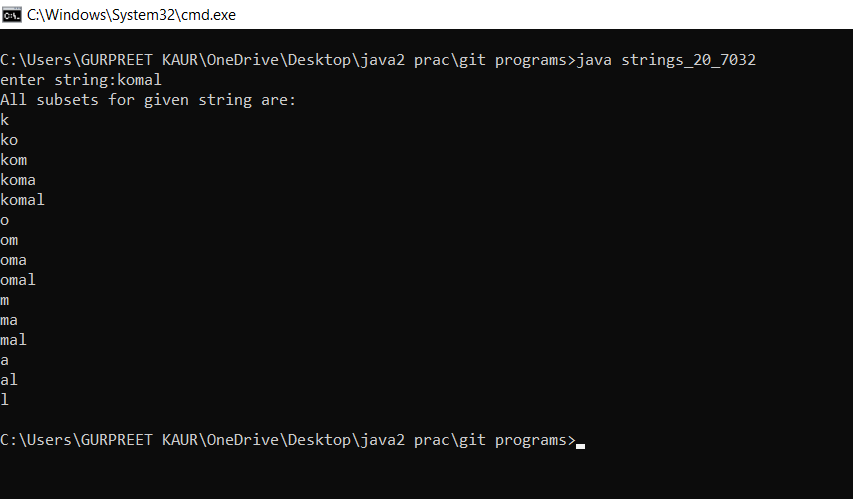 C:\Windows\System32\cmd.exe
C:\Users\GURPREET KAUR\OneDrive\Desktop\java2 prac\git programs>java strings_20_7032
enter string:komal
All subsets for given string are:
k
ko
kom
koma
komal
o
om
oma
omal
m
ma
mal
a
al
l
C:\Users\GURPREET KAUR\OneDrive\Desktop\java2 prac\git programs>